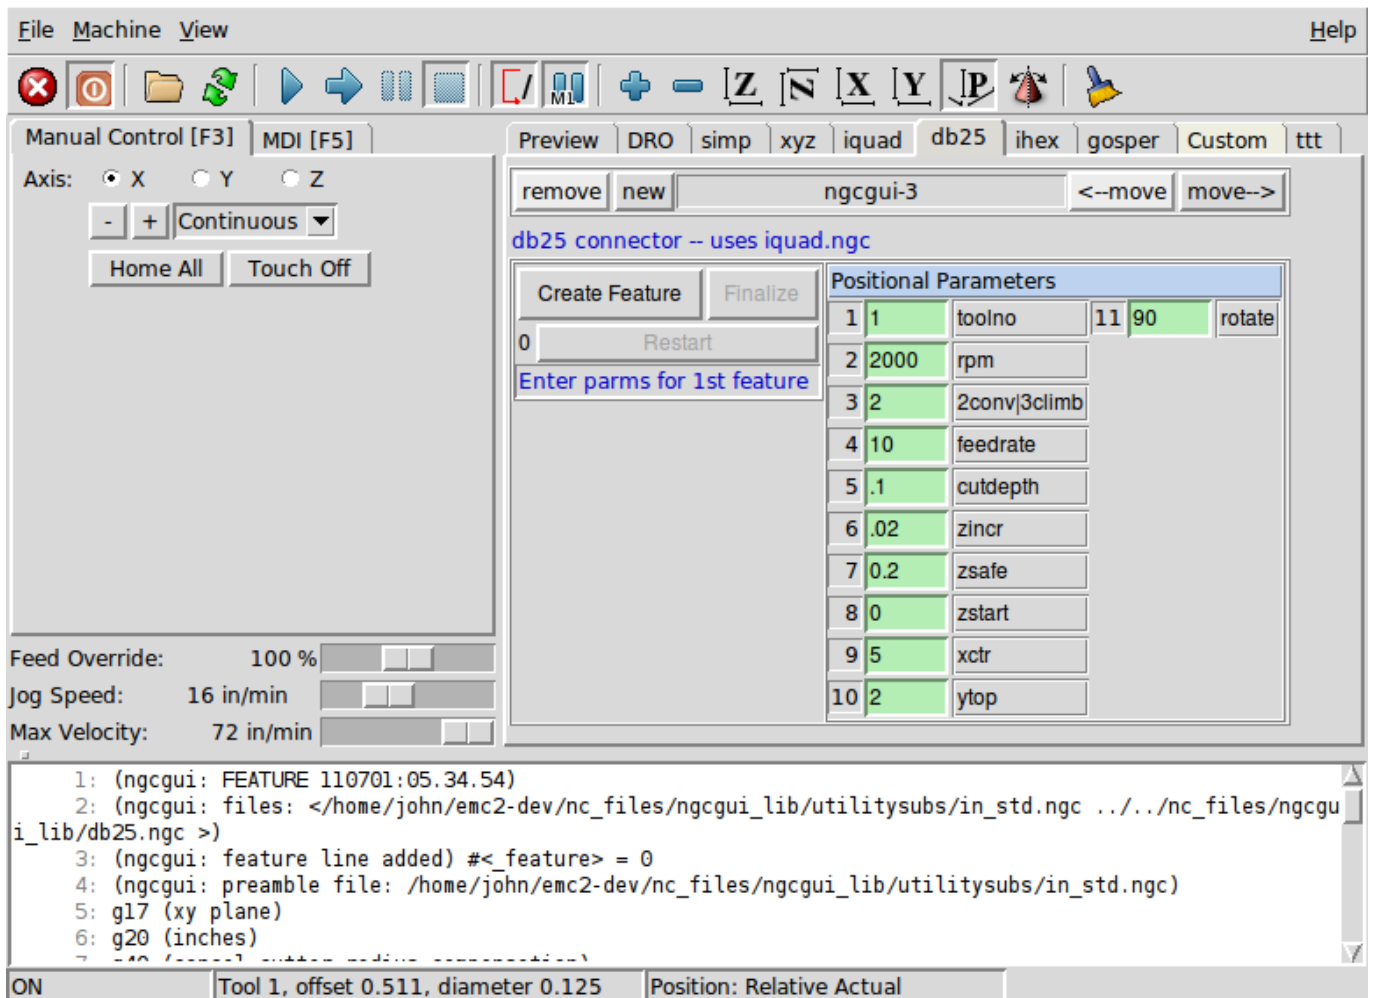 File Machine View Help
Z N X Y P
M1
Manual Control [F3] MDI [F5]
Preview DRO simp xyz iquad db25 ihex gosper Custom ttt
Axis: X Y Z
- + Continuous
Home All Touch Off
remove new ngcgui-3 <--move move-->
db25 connector -- uses iquad.ngc
Create Feature Finalize
0 Restart
Enter parms for 1st feature
Positional Parameters
1 1 toolno 11 90 rotate
2 2000 rpm
3 2 2conv|3climb
4 10 feedrate
5 .1 cutdepth
6 .02 zincr
7 0.2 zsafe
8 0 zstart
9 5 xctr
10 2 ytop
Feed Override: 100 %
Jog Speed: 16 in/min
Max Velocity: 72 in/min
1: (ngcgui: FEATURE 110701:05.34.54)
2: (ngcgui: files: </home/john/emc2-dev/nc_files/ngcgui_lib/utilitysubs/in_std.ngc ../../nc_files/ngcgu
i_lib/db25.ngc >)
3: (ngcgui: feature line added) #<_feature> = 0
4: (ngcgui: preamble file: /home/john/emc2-dev/nc_files/ngcgui_lib/utilitysubs/in_std.ngc)
5: g17 (xy plane)
6: g20 (inches)
ON Tool 1, offset 0.511, diameter 0.125 Position: Relative Actual